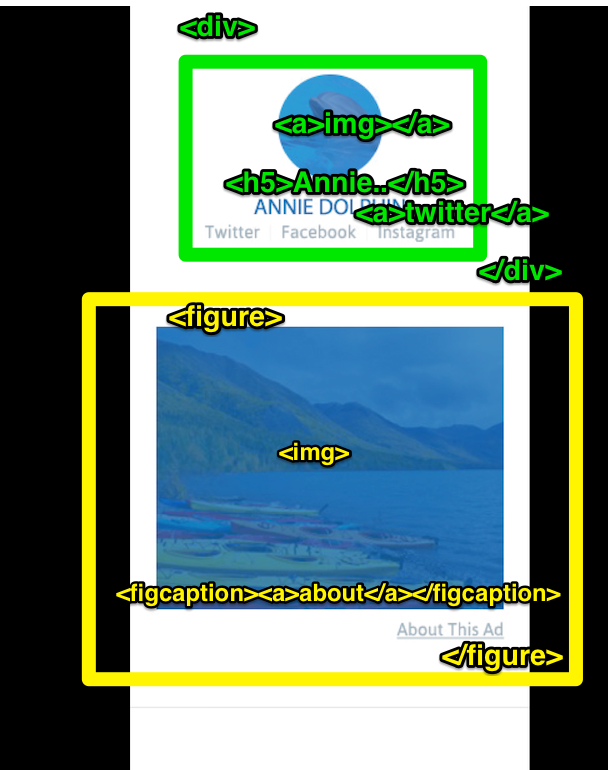 <div>
<a>img></a>
<h5>Annie..</h5>
ANNIE DOLPHIN
<a>twitter</a>
Twitter Facebook Instagram
</div>
<figure>
<img>
<figcaption><a>about</a></figcaption>
About This Ad
</figure>